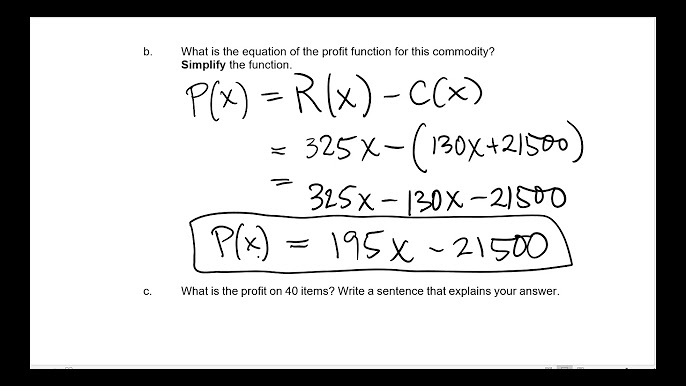 b. What is the equation of the profit function for this commodity?
Simplify the function.
P(x) = R(x) - C(x)
= 325x - (130x + 21500)
= 325x - 130x - 21500
P(x) = 195x - 21500
c. What is the profit on 40 items? Write a sentence that explains your answer.